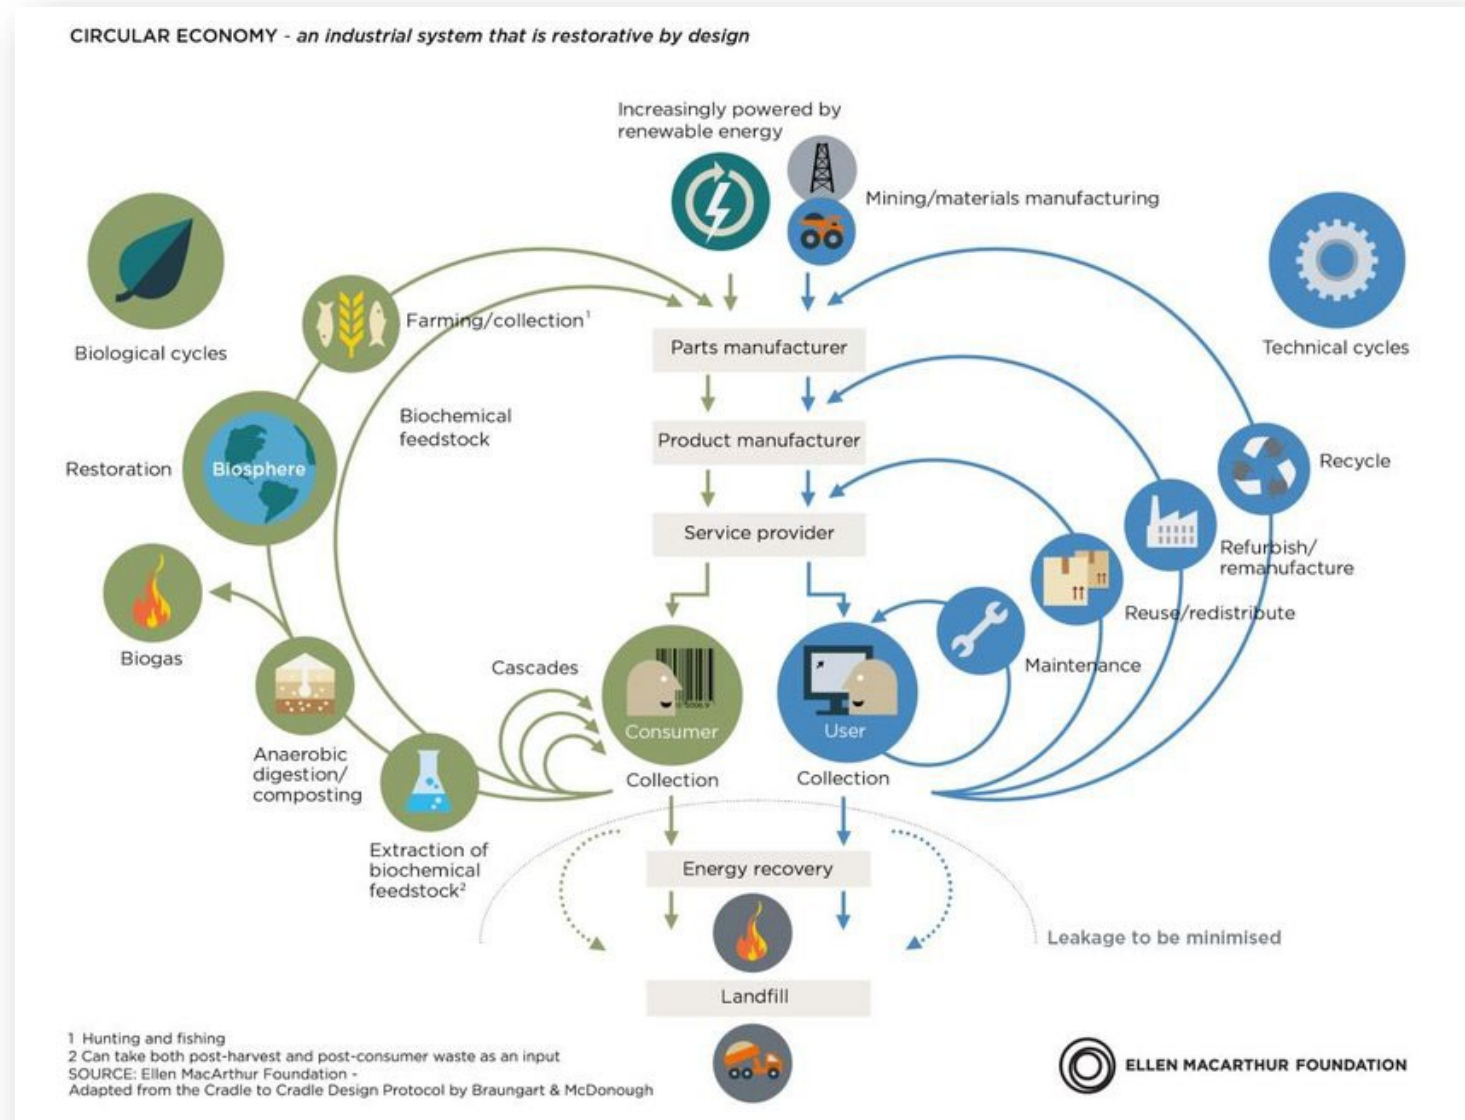 CIRCULAR ECONOMY - an industrial system that is restorative by design
Increasingly powered by
renewable energy
Mining/materials manufacturing
Biological cycles
Farming/collection¹
Parts manufacturer
Technical cycles
Biochemical
feedstock
Product manufacturer
Restoration
Biosphere
Recycle
Service provider
Refurbish/
remanufacture
Reuse/redistribute
Biogas
Cascades
Maintenance
Consumer
User
Anaerobic
digestion/
composting
Collection
Collection
Extraction of
biochemical
feedstock²
Energy recovery
Leakage to be minimised
Landfill
1 Hunting and fishing
2 Can take both post-harvest and post-consumer waste as an input
SOURCE: Ellen MacArthur Foundation -
Adapted from the Cradle to Cradle Design Protocol by Braungart & McDonough
ELLEN MACARTHUR FOUNDATION